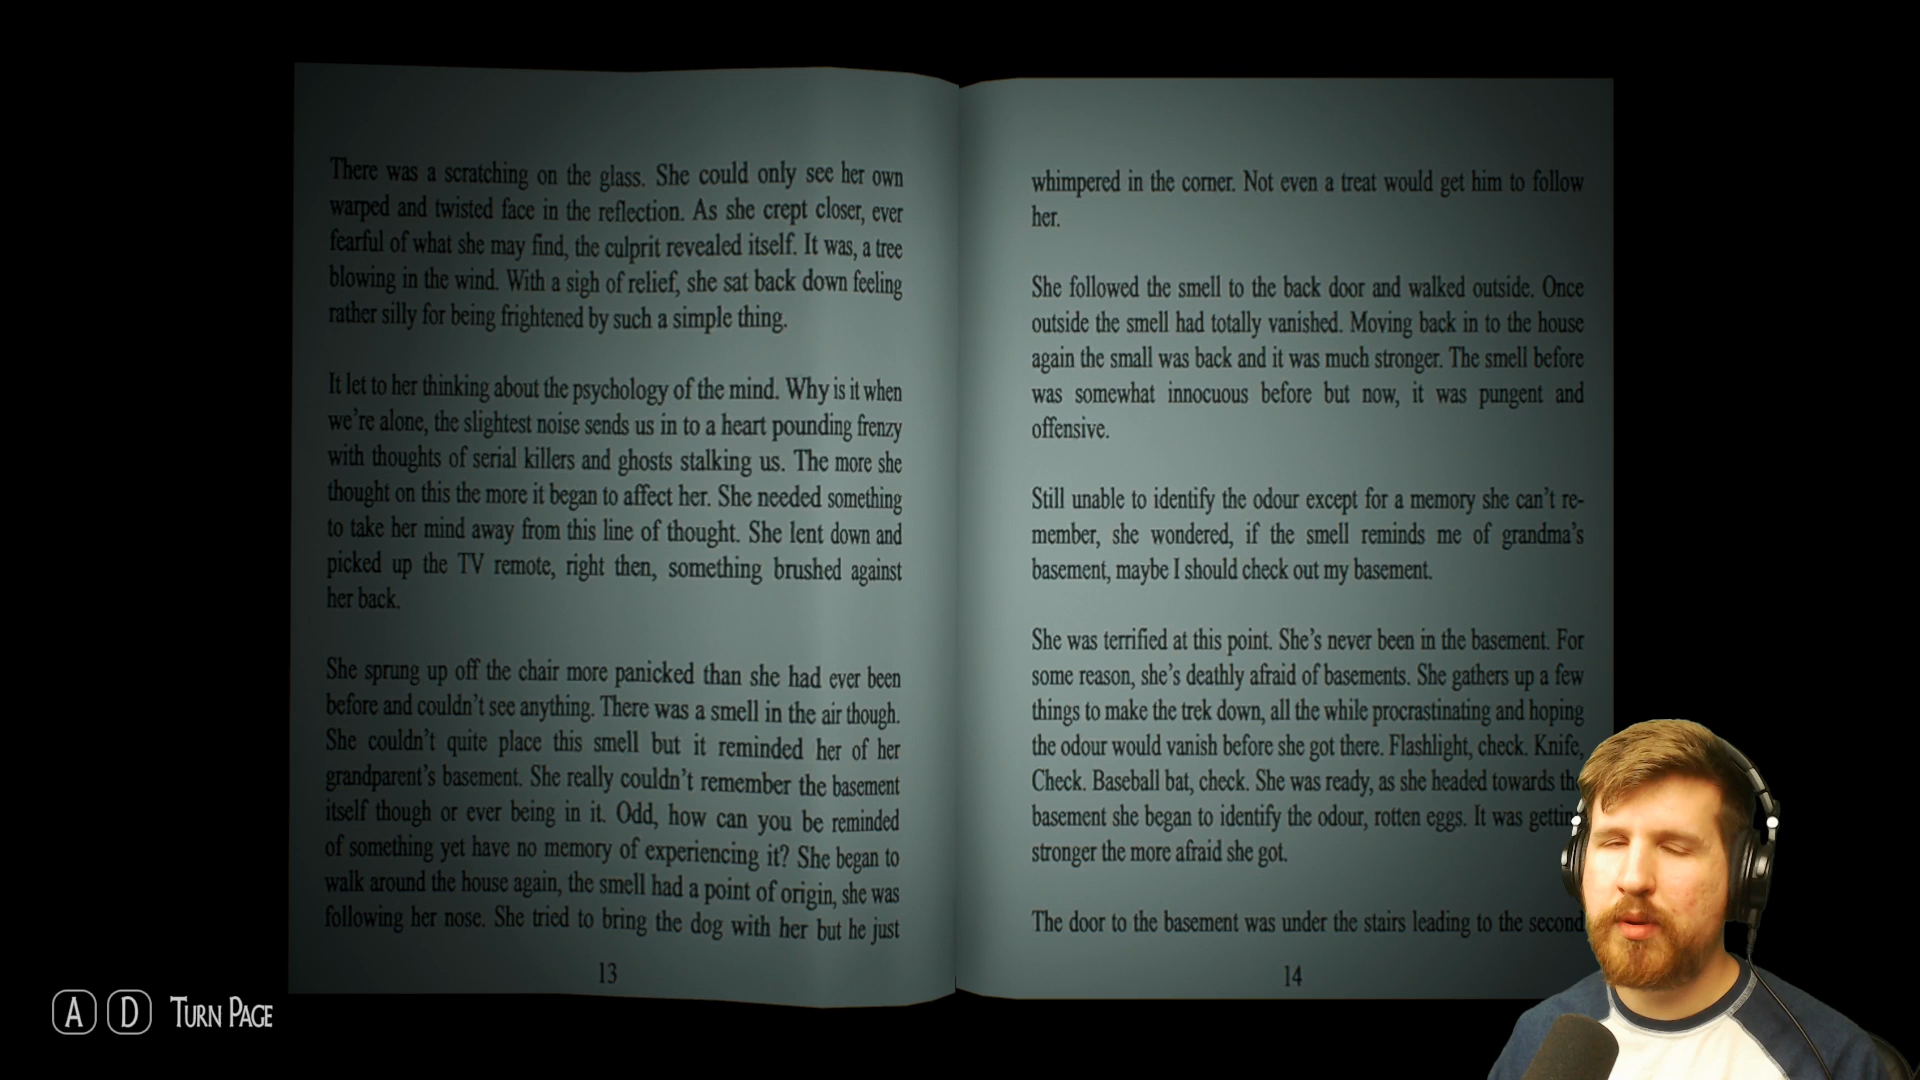 There was a scratching on the glass. She could only see her own
warped and twisted face in the reflection. As she crept closer, ever
fearful of what she may find, the culprit revealed itself. It was, a tree
blowing in the wind. With a sigh of relief, she sat back down feeling
rather silly for being frightened by such a simple thing.
It let to her thinking about the psychology of the mind. Why is it when
we're alone, the slightest noise sends us in to a heart pounding frenzy
with thoughts of serial killers and ghosts stalking us. The more she
thought on this the more it began to affect her. She needed something
to take her mind away from this line of thought. She lent down and
picked up the TV remote, right then, something brushed against
her back.
She sprung up off the chair more panicked than she had ever been
before and couldn't see anything. There was a smell in the air though.
She couldn't quite place this smell but it reminded her of her
grandparent's basement. She really couldn't remember the basement
itself though or ever being in it. Odd, how can you be reminded
of something yet have no memory of experiencing it? She began to
walk around the house again, the smell had a point of origin, she was
following her nose. She tried to bring the dog with her but he just
13
whimpered in the corner. Not even a treat would get him to follow
her.
She followed the smell to the back door and walked outside. Once
outside the smell had totally vanished. Moving back in to the house
again the small was back and it was much stronger. The smell before
was somewhat innocuous before but now, it was pungent and
offensive.
Still unable to identify the odour except for a memory she can't re-
member, she wondered, if the smell reminds me of grandma's
basement, maybe I should check out my basement.
She was terrified at this point. She's never been in the basement. For
some reason, she's deathly afraid of basements. She gathers up a few
things to make the trek down, all the while procrastinating and hoping
the odour would vanish before she got there. Flashlight, check. Knife,
Check. Baseball bat, check. She was ready, as she headed towards the
basement she began to identify the odour, rotten eggs. It was getting
stronger the more afraid she got.
The door to the basement was under the stairs leading to the second
14
A D Turn Page